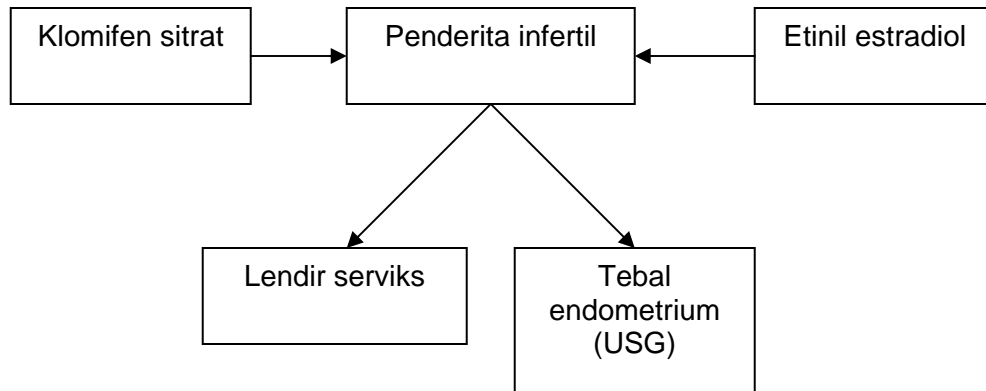 Klomifen sitrat
Penderita infertil
Etinil estradiol
Lendir serviks
Tebal
endometrium
(USG)